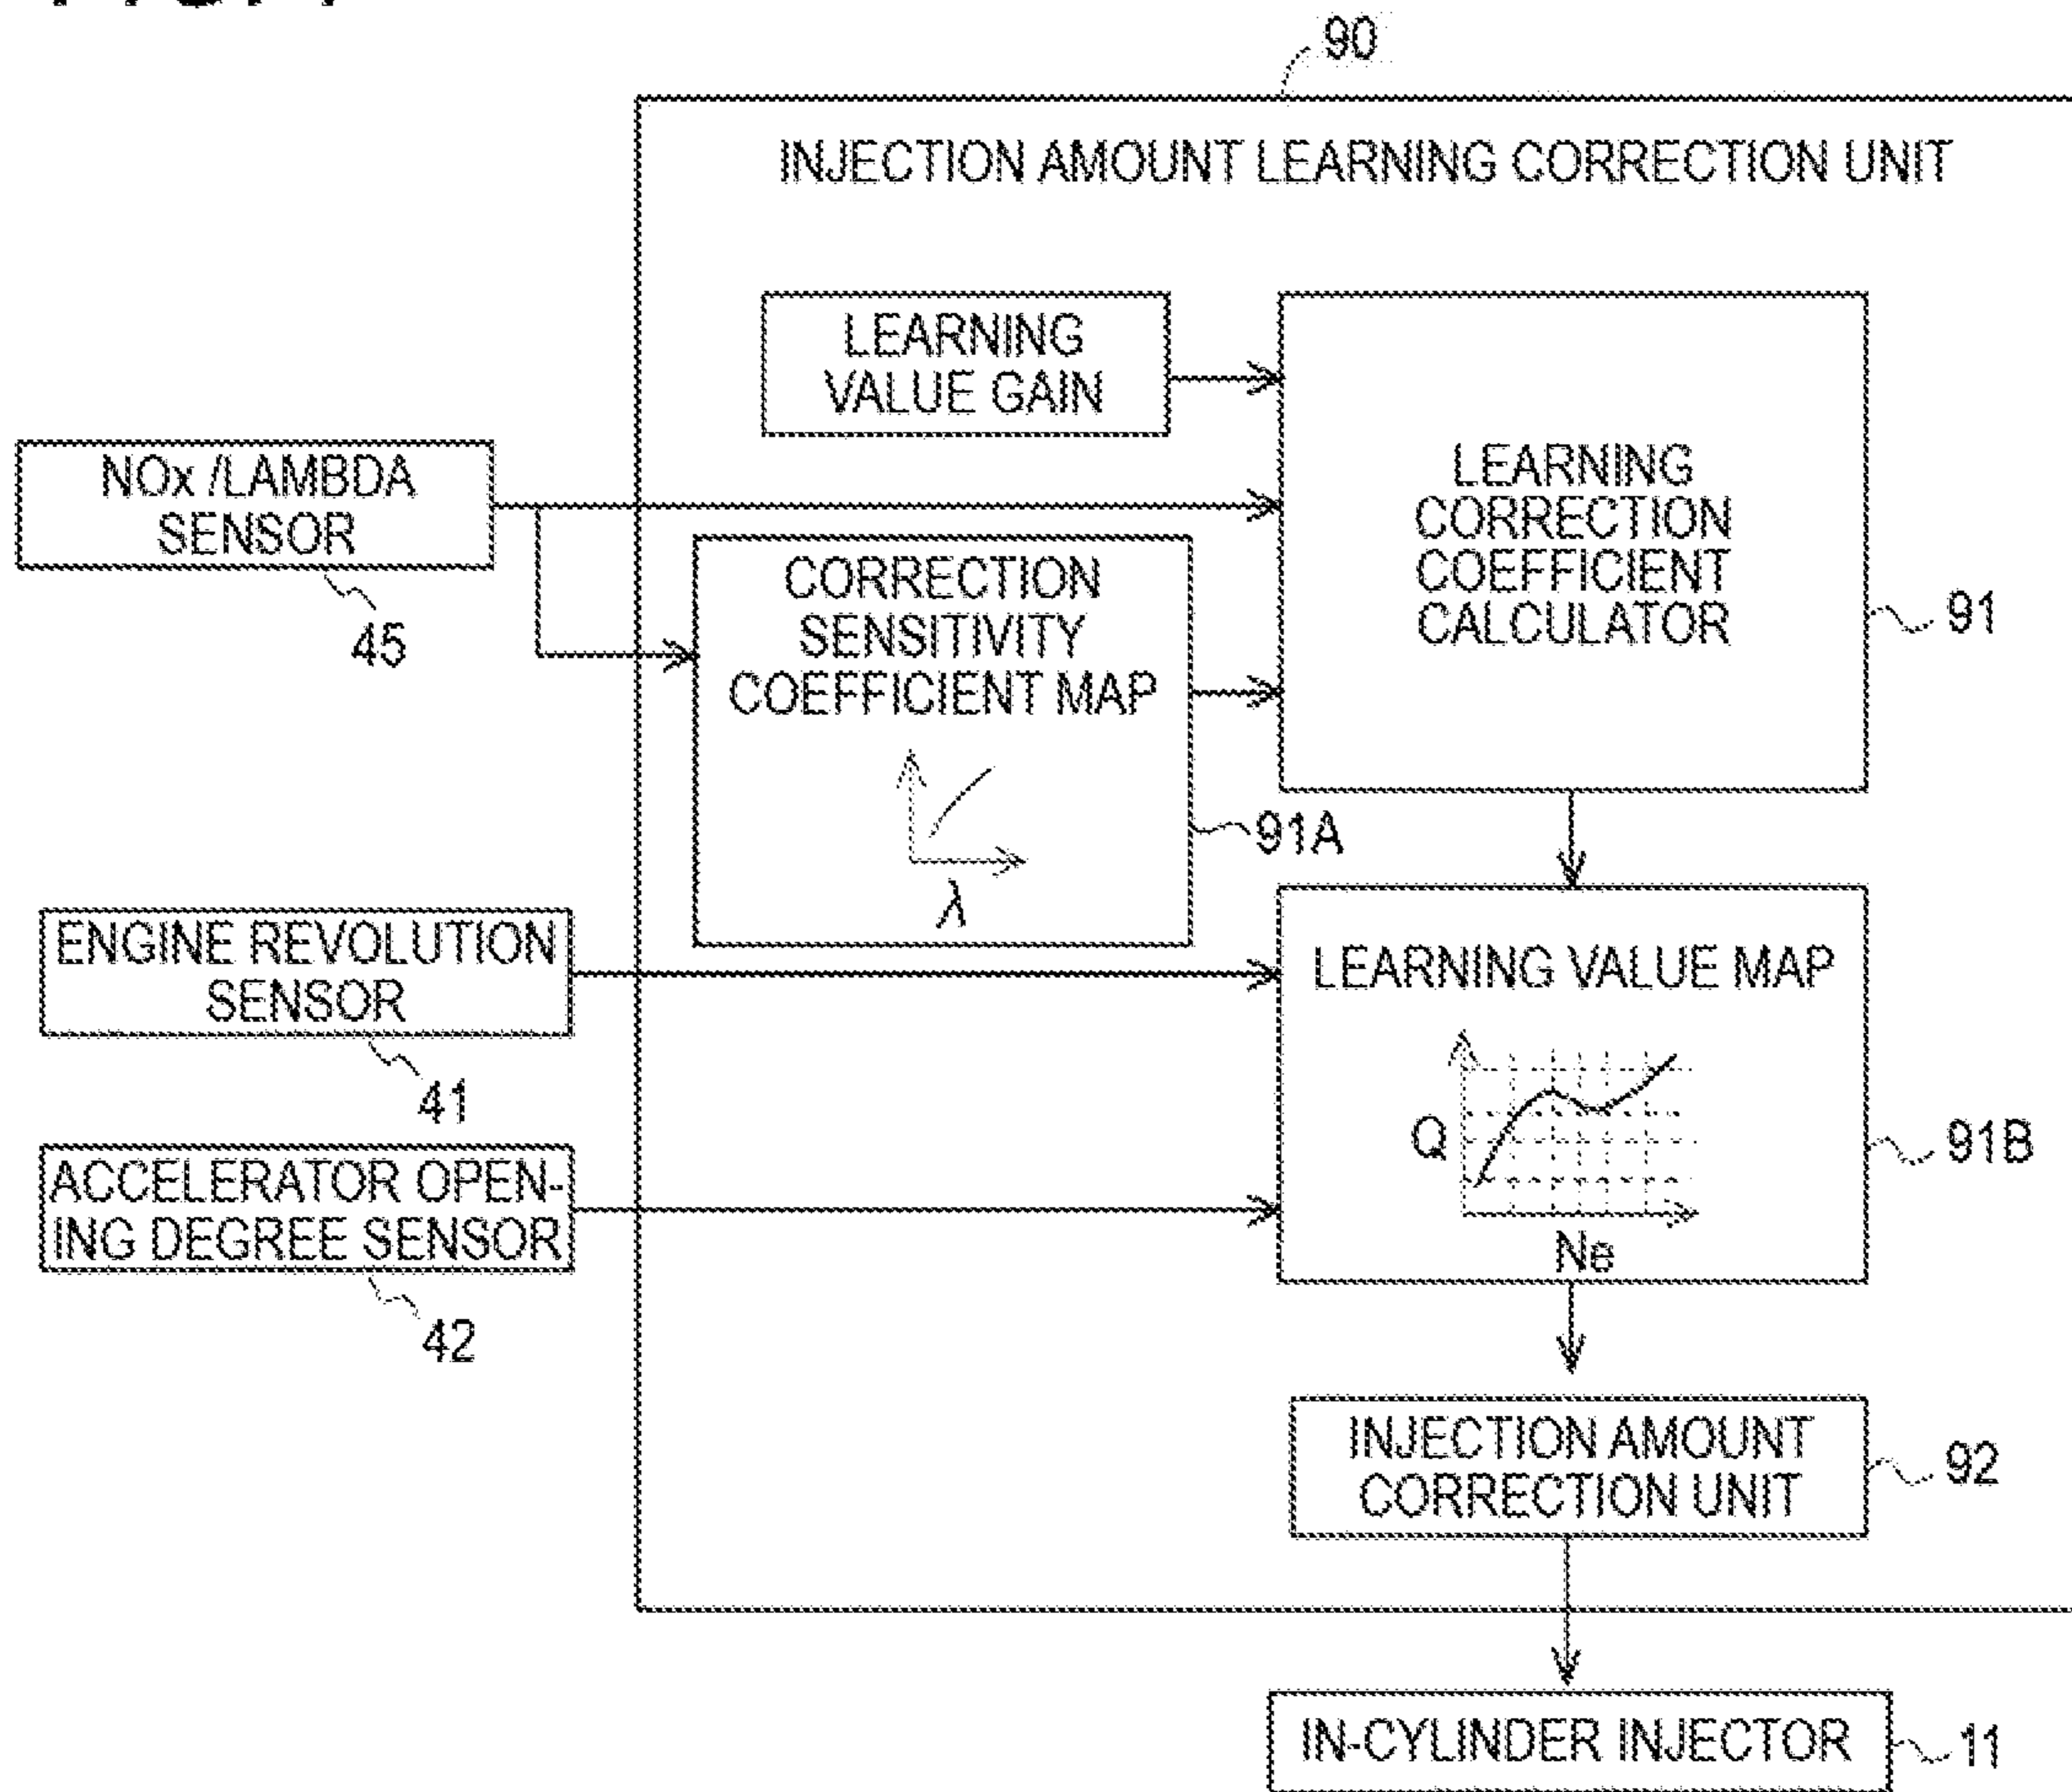 90
INJECTION AMOUNT LEARNING CORRECTION UNIT
LEARNING
VALUE GAIN
NOx /LAMBDA
SENSOR
45
CORRECTION
SENSITIVITY
COEFFICIENT MAP
λ
91A
LEARNING
CORRECTION
COEFFICIENT
CALCULATOR
91
ENGINE REVOLUTION
SENSOR
41
LEARNING VALUE MAP
Q
Ne
91B
ACCELERATOR OPEN-
ING DEGREE SENSOR
42
INJECTION AMOUNT
CORRECTION UNIT
92
IN-CYLINDER INJECTOR
11